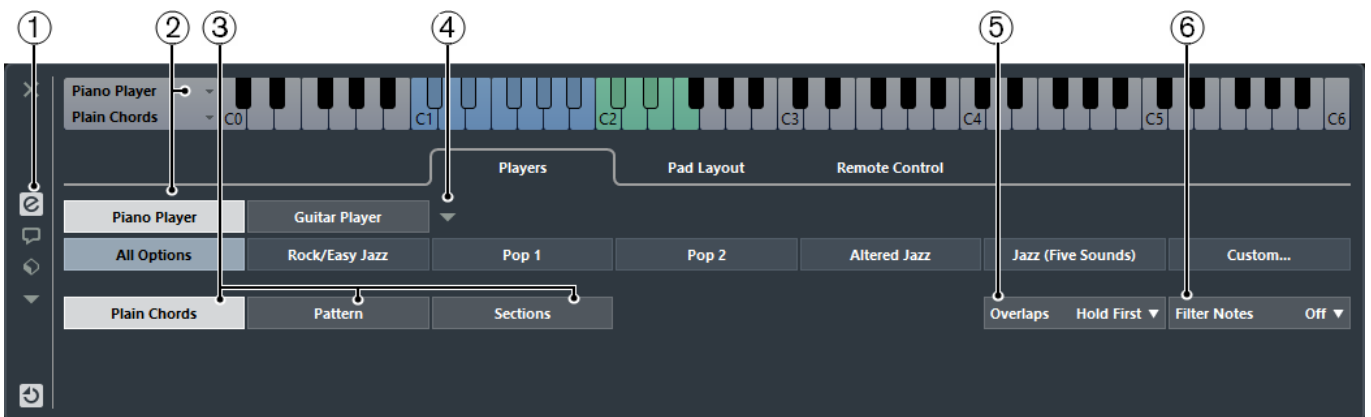 1 2 3 4 5 6
Piano Player
Plain Chords
C0 C1 C2 C3 C4 C5 C6
Players Pad Layout Remote Control
Piano Player Guitar Player
All Options Rock/Easy Jazz Pop 1 Pop 2 Altered Jazz Jazz (Five Sounds) Custom...
Plain Chords Pattern Sections Overlaps Hold First Filter Notes Off